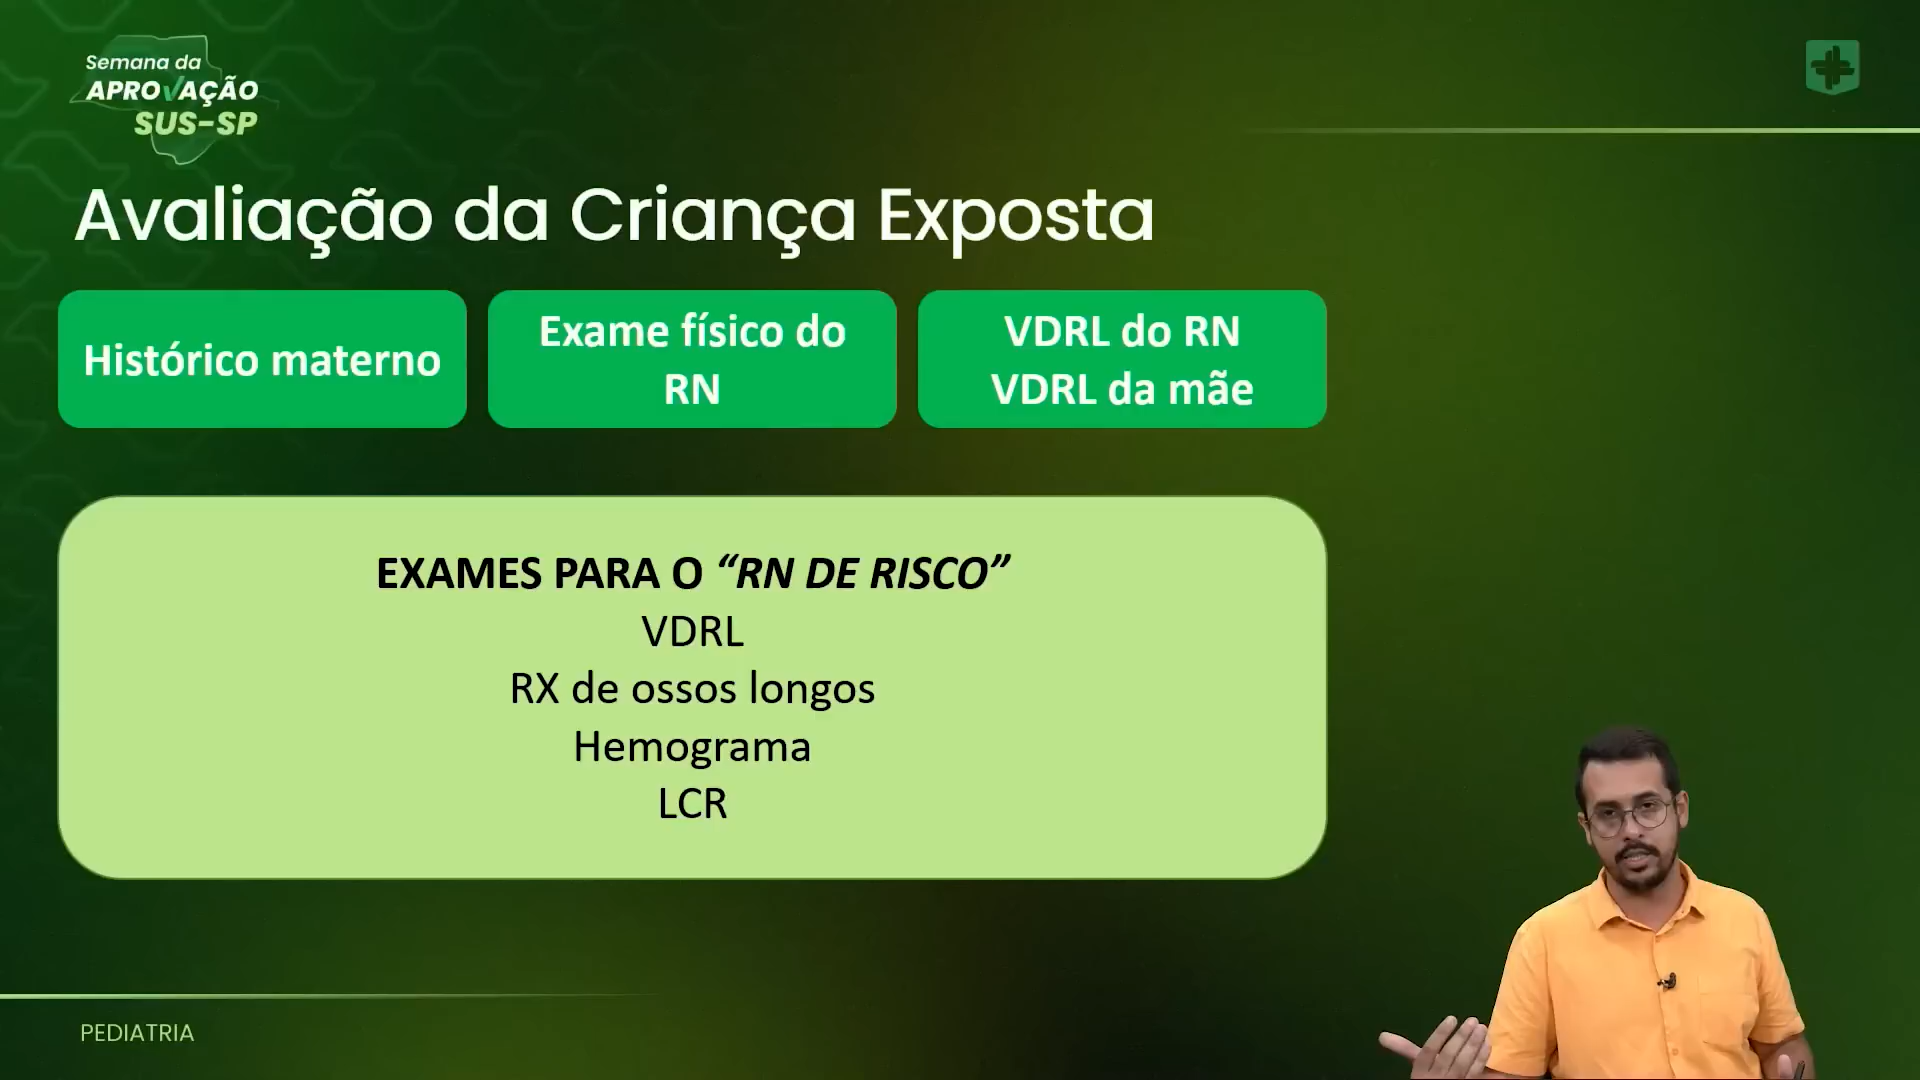 Semana da
APROVAÇÃO
SUS-SP
Avaliação da Criança Exposta
Histórico materno
Exame físico do
RN
VDRL do RN
VDRL da mãe
EXAMES PARA O “RN DE RISCO”
VDRL
RX de ossos longos
Hemograma
LCR
PEDIATRIA